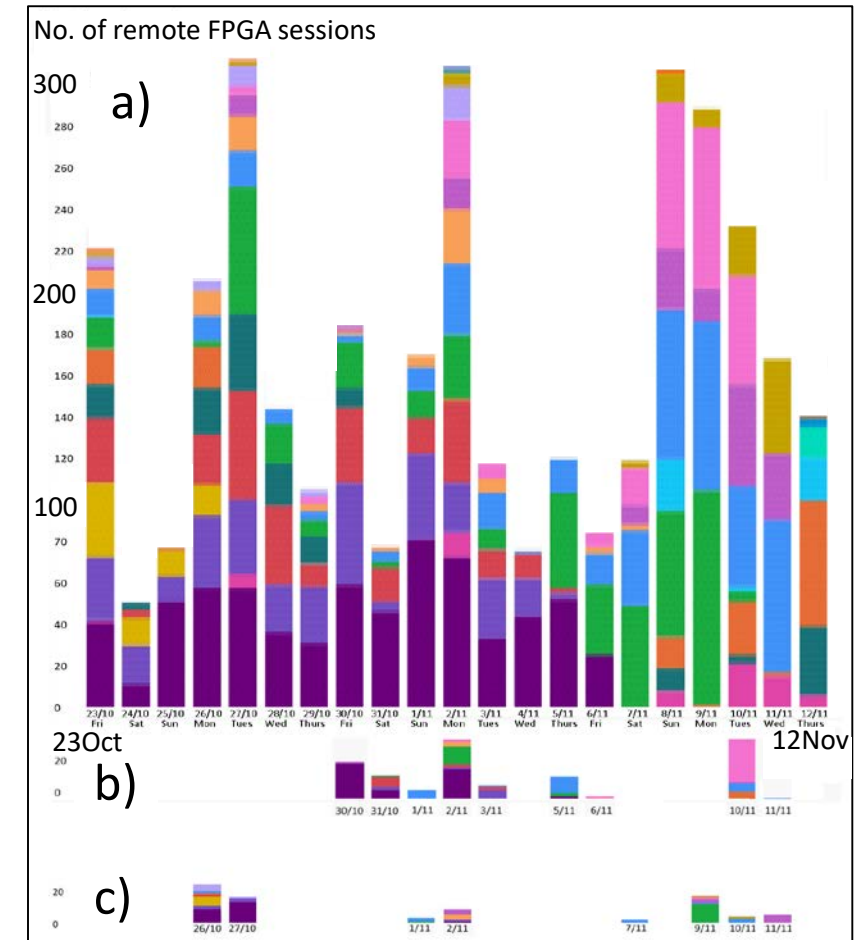 No. of remote FPGA sessions
300
a)
280
260
240
220
200
180
160
140
120
100
70
60
40
20
0
23/10 24/10 25/10 26/10 27/10 28/10 29/10 30/10 31/10 1/11 2/11 3/11 4/11 5/11 6/11 7/11 8/11 9/11 10/11 11/11 12/11
Fri Sat Sun Mon Tues Wed Thurs Fri Sat Sun Mon Tues Wed Thurs Fri Sat Sun Mon Tues Wed Thurs
23Oct 12Nov
20
b)
0
30/10 31/10 1/11 2/11 3/11 5/11 6/11 10/11 11/11
20
c)
0
26/10 27/10 1/11 2/11 7/11 9/11 10/11 11/11